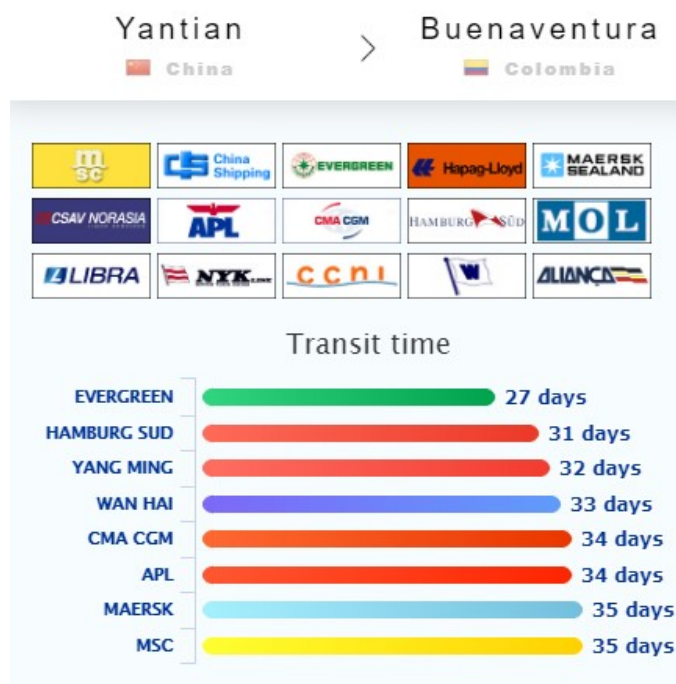 Yantian > Buenaventura
China Colombia
m SC China Shipping EVERGREEN Hapag-Lloyd MAERSK SEALAND
CSAV NORASIA APL CMA CGM HAMBURG SÜD MOL
LIBRA NYK LINE ccni W ALIANÇA
Transit time
EVERGREEN 27 days
HAMBURG SUD 31 days
YANG MING 32 days
WAN HAI 33 days
CMA CGM 34 days
APL 34 days
MAERSK 35 days
MSC 35 days